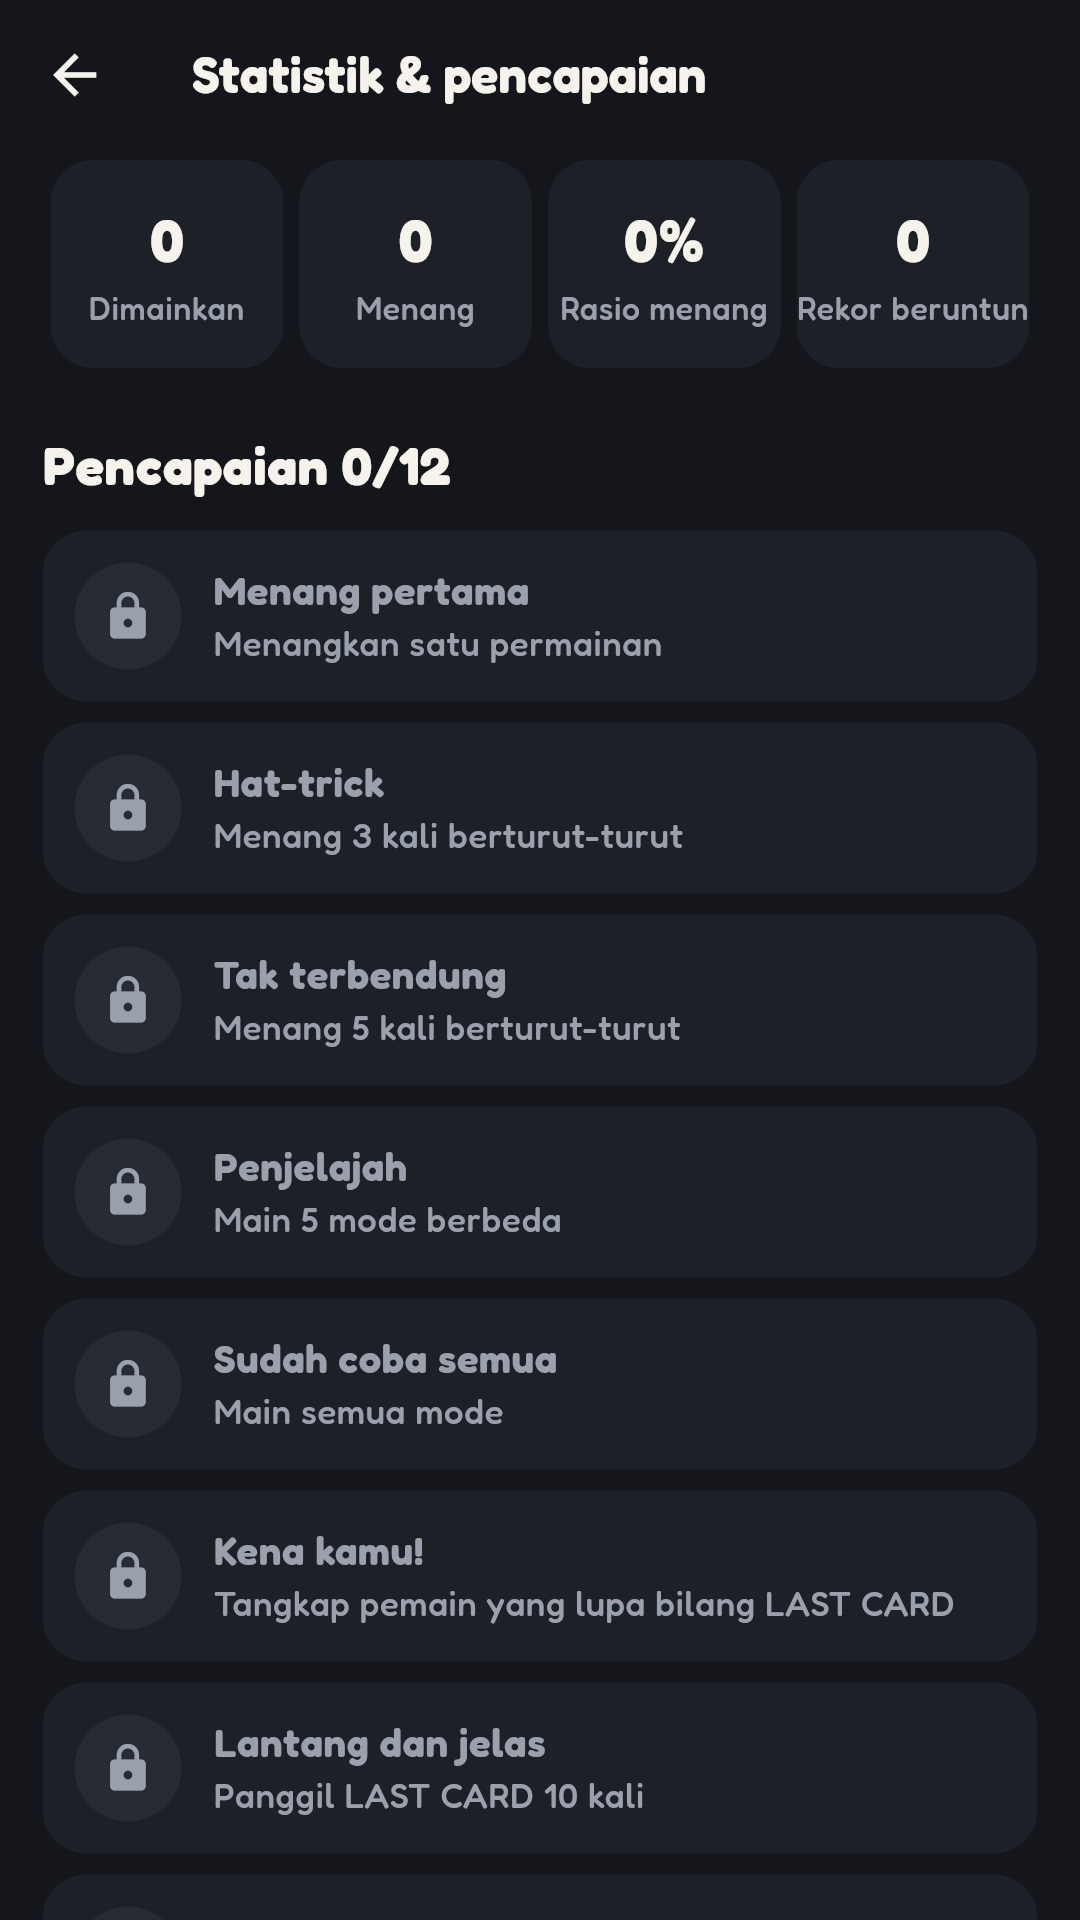 Statistik & pencapaian
0
Dimainkan
0
Menang
0%
Rasio menang
0
Rekor beruntun
Pencapaian 0/12
Menang pertama
Menangkan satu permainan
Hat-trick
Menang 3 kali berturut-turut
Tak terbendung
Menang 5 kali berturut-turut
Penjelajah
Main 5 mode berbeda
Sudah coba semua
Main semua mode
Kena kamu!
Tangkap pemain yang lupa bilang LAST CARD
Lantang dan jelas
Panggil LAST CARD 10 kali